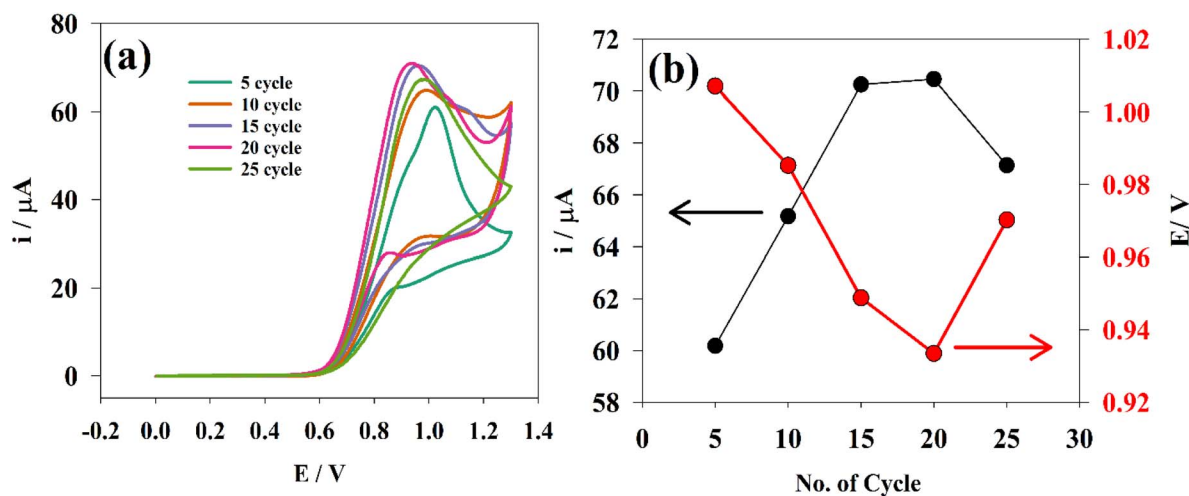 (a)
80
60
40
20
0
i / μA
5 cycle
10 cycle
15 cycle
20 cycle
25 cycle
-0.2 0.0 0.2 0.4 0.6 0.8 1.0 1.2 1.4
E / V
(b)
72
70
68
66
64
62
60
58
i / μA
1.02
1.00
0.98
0.96
0.94
0.92
E/ V
0 5 10 15 20 25 30
No. of Cycle